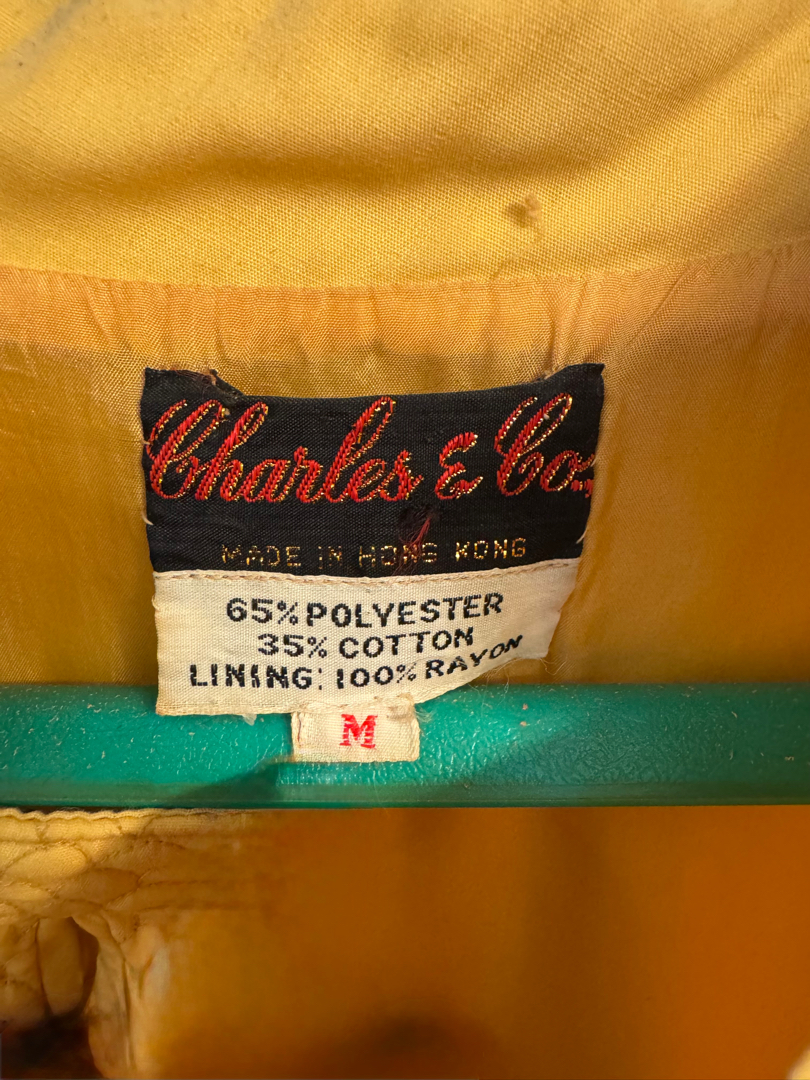 Charles & Co.
MADE IN HONG KONG
65% POLYESTER
35% COTTON
LINING: 100% RAYON
M